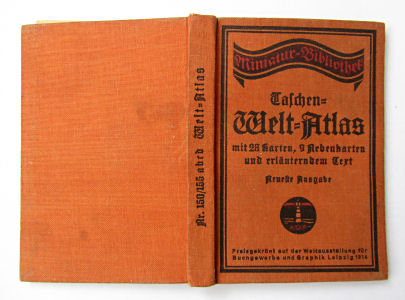 Nr. 150/155 abcd Welt-Atlas
Miniatur-Bibliothek
Taschen-
Welt-Atlas
mit 28 Karten, 9 Nebenkarten
und erläuterndem Text
Neueste Ausgabe
Preisgekrönt auf der Weltausstellung für
Buchgewerbe und Graphik Leipzig 1914